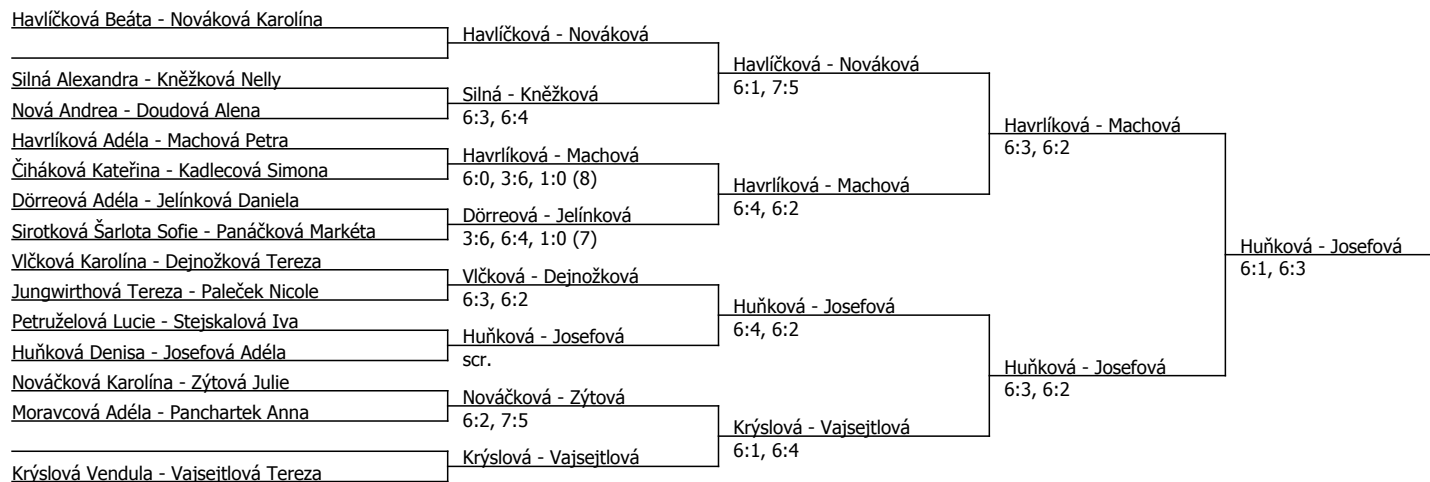 Havlíčková Beáta - Nováková Karolína
Silná Alexandra - Kněžková Nelly
Nová Andrea - Doudová Alena
Havrlíková Adéla - Machová Petra
Čiháková Kateřina - Kadlecová Simona
Dörreová Adéla - Jelínková Daniela
Sirotková Šarlota Sofie - Panáčková Markéta
Vlčková Karolína - Dejnožková Tereza
Jungwirthová Tereza - Paleček Nicole
Petruželová Lucie - Stejskalová Iva
Huňková Denisa - Josefová Adéla
Nováčková Karolína - Zýtová Julie
Moravcová Adéla - Panchartek Anna
Krýslová Vendula - Vajsejtlová Tereza
Havlíčková - Nováková
Silná - Kněžková
6:3, 6:4
Havrlíková - Machová
6:0, 3:6, 1:0 (8)
Dörreová - Jelínková
3:6, 6:4, 1:0 (7)
Vlčková - Dejnožková
6:3, 6:2
Huňková - Josefová
scr.
Nováčková - Zýtová
6:2, 7:5
Krýslová - Vajsejtlová
Havlíčková - Nováková
6:1, 7:5
Havrlíková - Machová
6:4, 6:2
Huňková - Josefová
6:4, 6:2
Krýslová - Vajsejtlová
6:1, 6:4
Havrlíková - Machová
6:3, 6:2
Huňková - Josefová
6:3, 6:2
Huňková - Josefová
6:1, 6:3